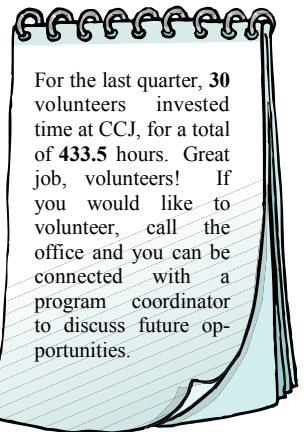 For the last quarter, 30
volunteers invested
time at CCJ, for a total
of 433.5 hours. Great
job, volunteers! If
you would like to
volunteer, call the
office and you can be
connected with a
program coordinator
to discuss future op-
portunities.